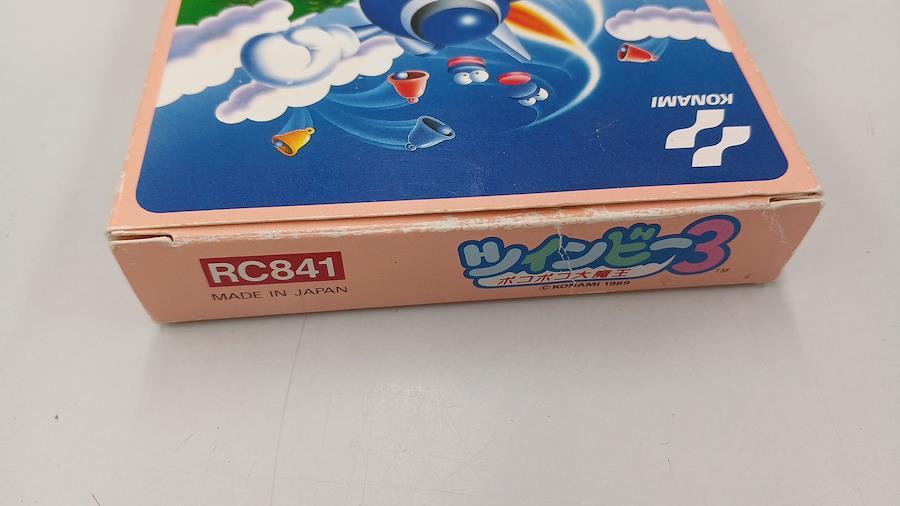 KONAMI
RC841
MADE IN JAPAN
ツインビー3
ポコポコ大魔王
TM
©KONAMI 1989